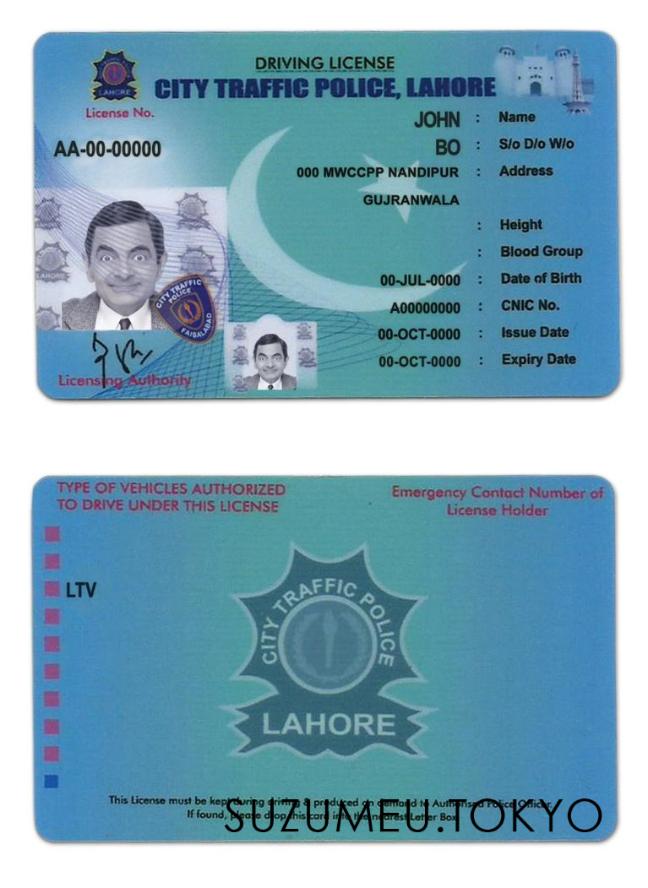 DRIVING LICENSE
CITY TRAFFIC POLICE, LAHORE
LAHORE
License No.
AA-00-00000
JOHN : Name
BO : S/o D/o W/o
000 MWCCPP NANDIPUR : Address
GUJRANWALA
: Height
: Blood Group
00-JUL-0000 : Date of Birth
A00000000 : CNIC No.
00-OCT-0000 : Issue Date
00-OCT-0000 : Expiry Date
CITY TRAFFIC
POLICE
FAISALABAD
Licensing Authority
TYPE OF VEHICLES AUTHORIZED
TO DRIVE UNDER THIS LICENSE
Emergency Contact Number of
License Holder
LTV
CITY TRAFFIC POLICE
LAHORE
This License must be kept during driving & produced on demand to Authorised Police Officer.
If found, please drop this card into the nearest Letter Box
SUZUMEU.TOKYO